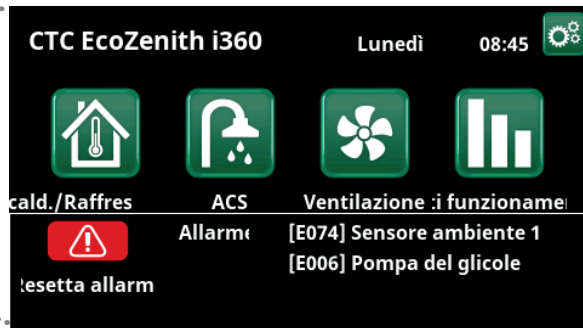 CTC EcoZenith i360 Lunedì 08:45
cald./Raffres ACS Ventilazione :i funzioname
Allarme [E074] Sensore ambiente 1
[E006] Pompa del glicole
esetta allarm